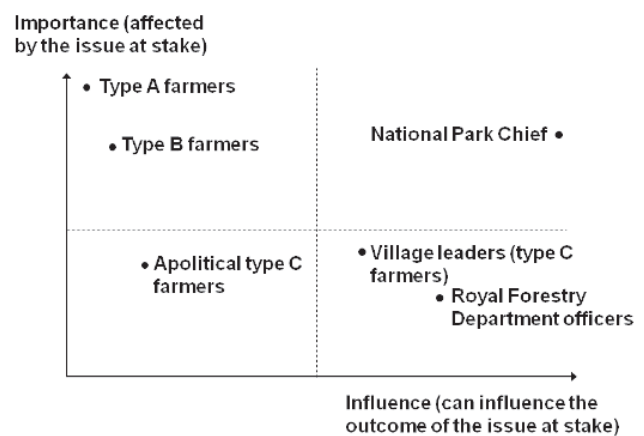 Importance (affected
by the issue at stake)
Type A farmers
National Park Chief
Type B farmers
Village leaders (type C
farmers)
Apolitical type C
farmers
Royal Forestry
Department officers
Influence (can influence the
outcome of the issue at stake)